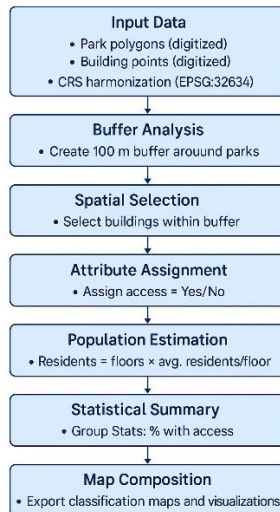 Input Data
• Park polygons (digitized)
• Building points (digitized)
• CRS harmonization (EPSG:32634)
Buffer Analysis
• Create 100 m buffer araound parks
Spatial Selection
• Select buildings within buffer
Attribute Assignment
• Assign access = Yes/No
Population Estimation
• Residents = floors × avg. residents/floor
Statistical Summary
• Group Stats: % with access
Map Composition
• Export classification maps and visualizations